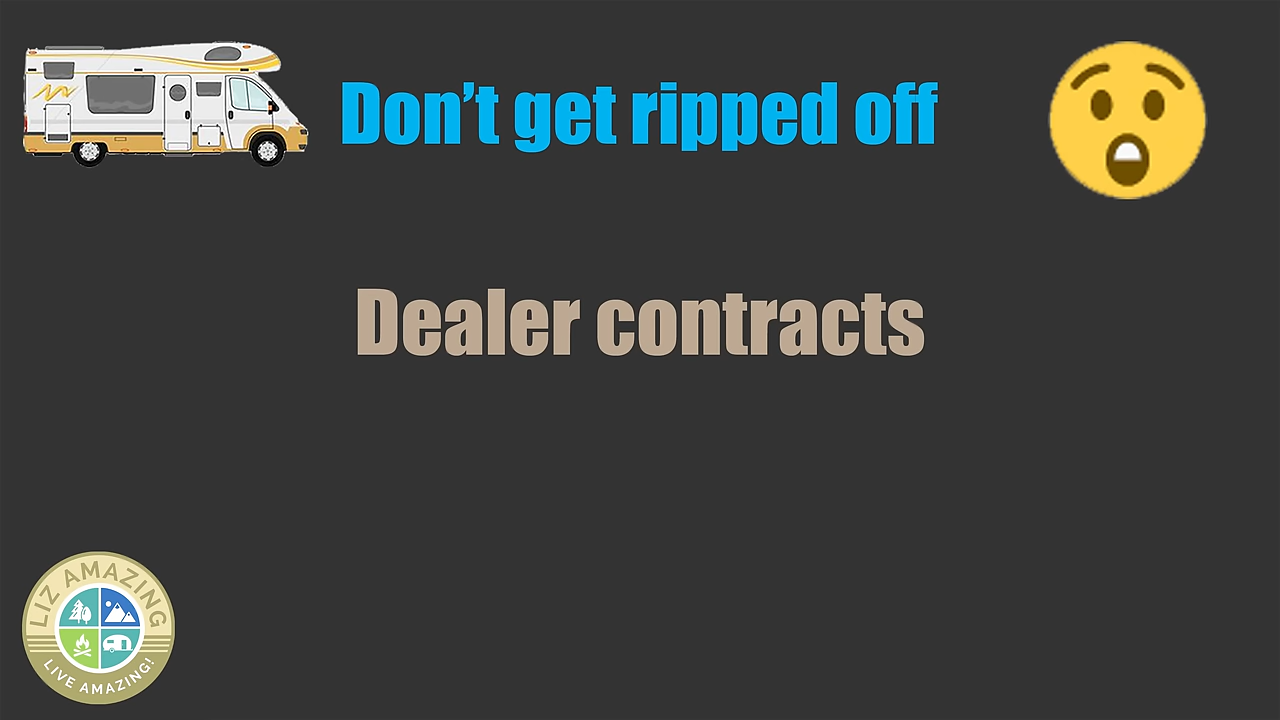 Don't get ripped off
Dealer contracts
LIZ AMAZING
LIVE AMAZING!